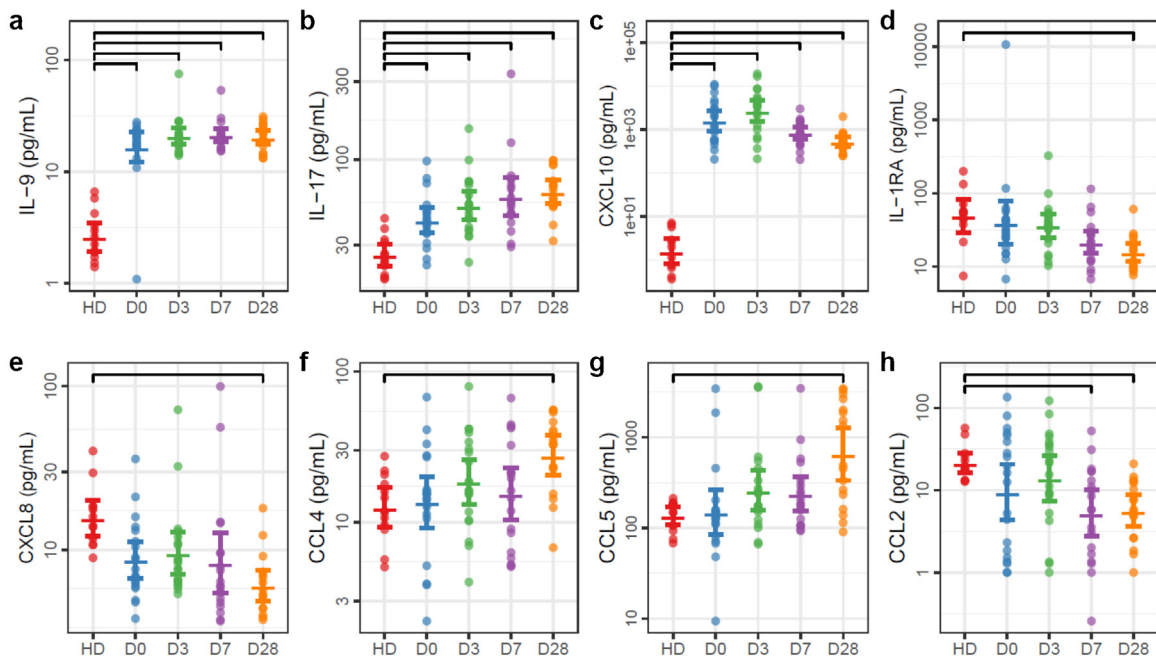 a
IL−9 (pg/mL)
100
10
1
HD D0 D3 D7 D28
b
IL−17 (pg/mL)
300
100
30
HD D0 D3 D7 D28
c
CXCL10 (pg/mL)
1e+05
1e+03
1e+01
HD D0 D3 D7 D28
d
IL−1RA (pg/mL)
10000
1000
100
10
HD D0 D3 D7 D28
e
CXCL8 (pg/mL)
100
30
10
HD D0 D3 D7 D28
f
CCL4 (pg/mL)
100
30
10
3
HD D0 D3 D7 D28
g
CCL5 (pg/mL)
1000
100
10
HD D0 D3 D7 D28
h
CCL2 (pg/mL)
100
10
1
HD D0 D3 D7 D28